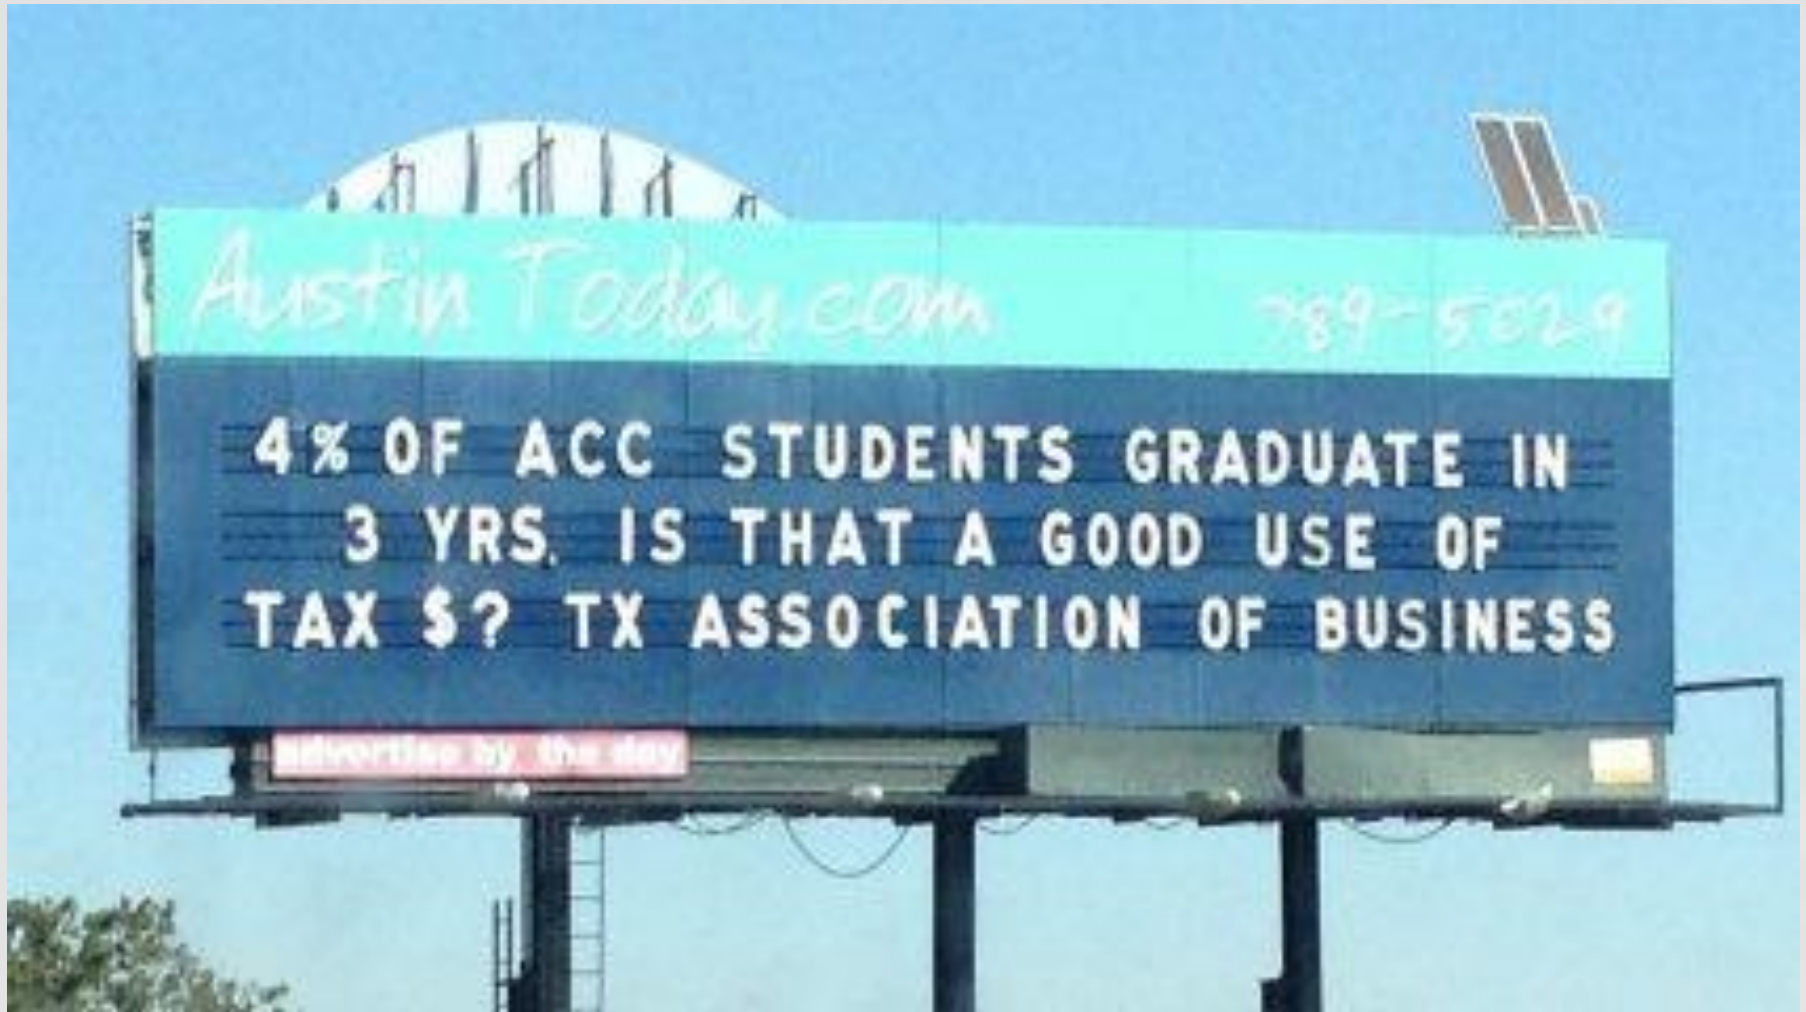 Austin Today.com 789-5029
4% OF ACC STUDENTS GRADUATE IN
3 YRS. IS THAT A GOOD USE OF
TAX $? TX ASSOCIATION OF BUSINESS
advertise by the day